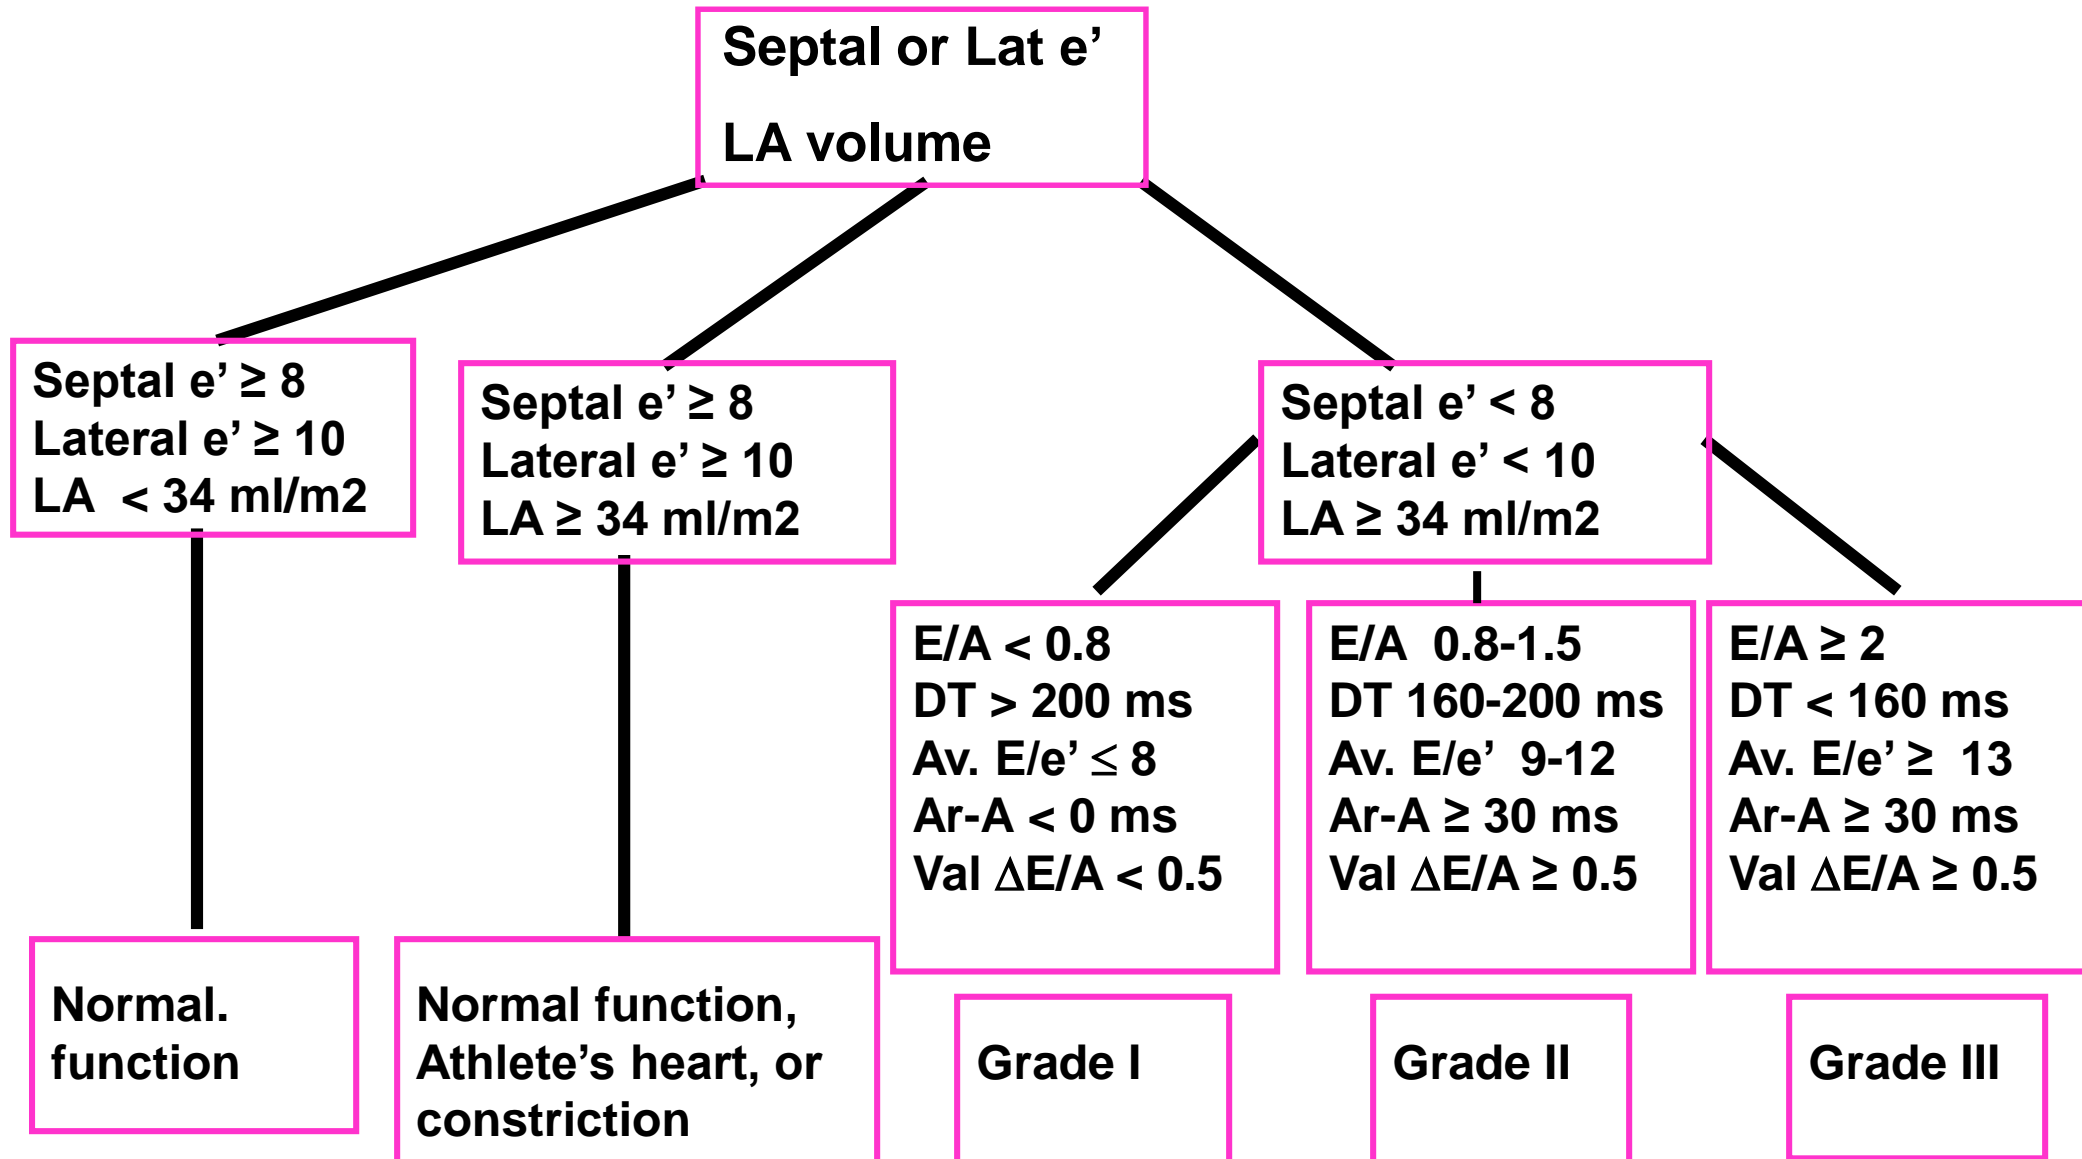 Septal or Lat e’
LA volume
Septal e’ ≥ 8
Lateral e’ ≥ 10
LA  < 34 ml/m2
Septal e’ ≥ 8
Lateral e’ ≥ 10
LA ≥ 34 ml/m2
Septal e’ < 8
Lateral e’ < 10
LA ≥ 34 ml/m2
E/A < 0.8
DT > 200 ms
Av. E/e’ ≤ 8
Ar-A < 0 ms
Val ΔE/A < 0.5
E/A  0.8-1.5
DT 160-200 ms
Av. E/e’  9-12
Ar-A ≥ 30 ms
Val ΔE/A ≥ 0.5
E/A ≥ 2
DT < 160 ms
Av. E/e’ ≥  13
Ar-A ≥ 30 ms
Val ΔE/A ≥ 0.5
Normal.
function
Normal function,
Athlete’s heart, or
constriction
Grade I
Grade II
Grade III